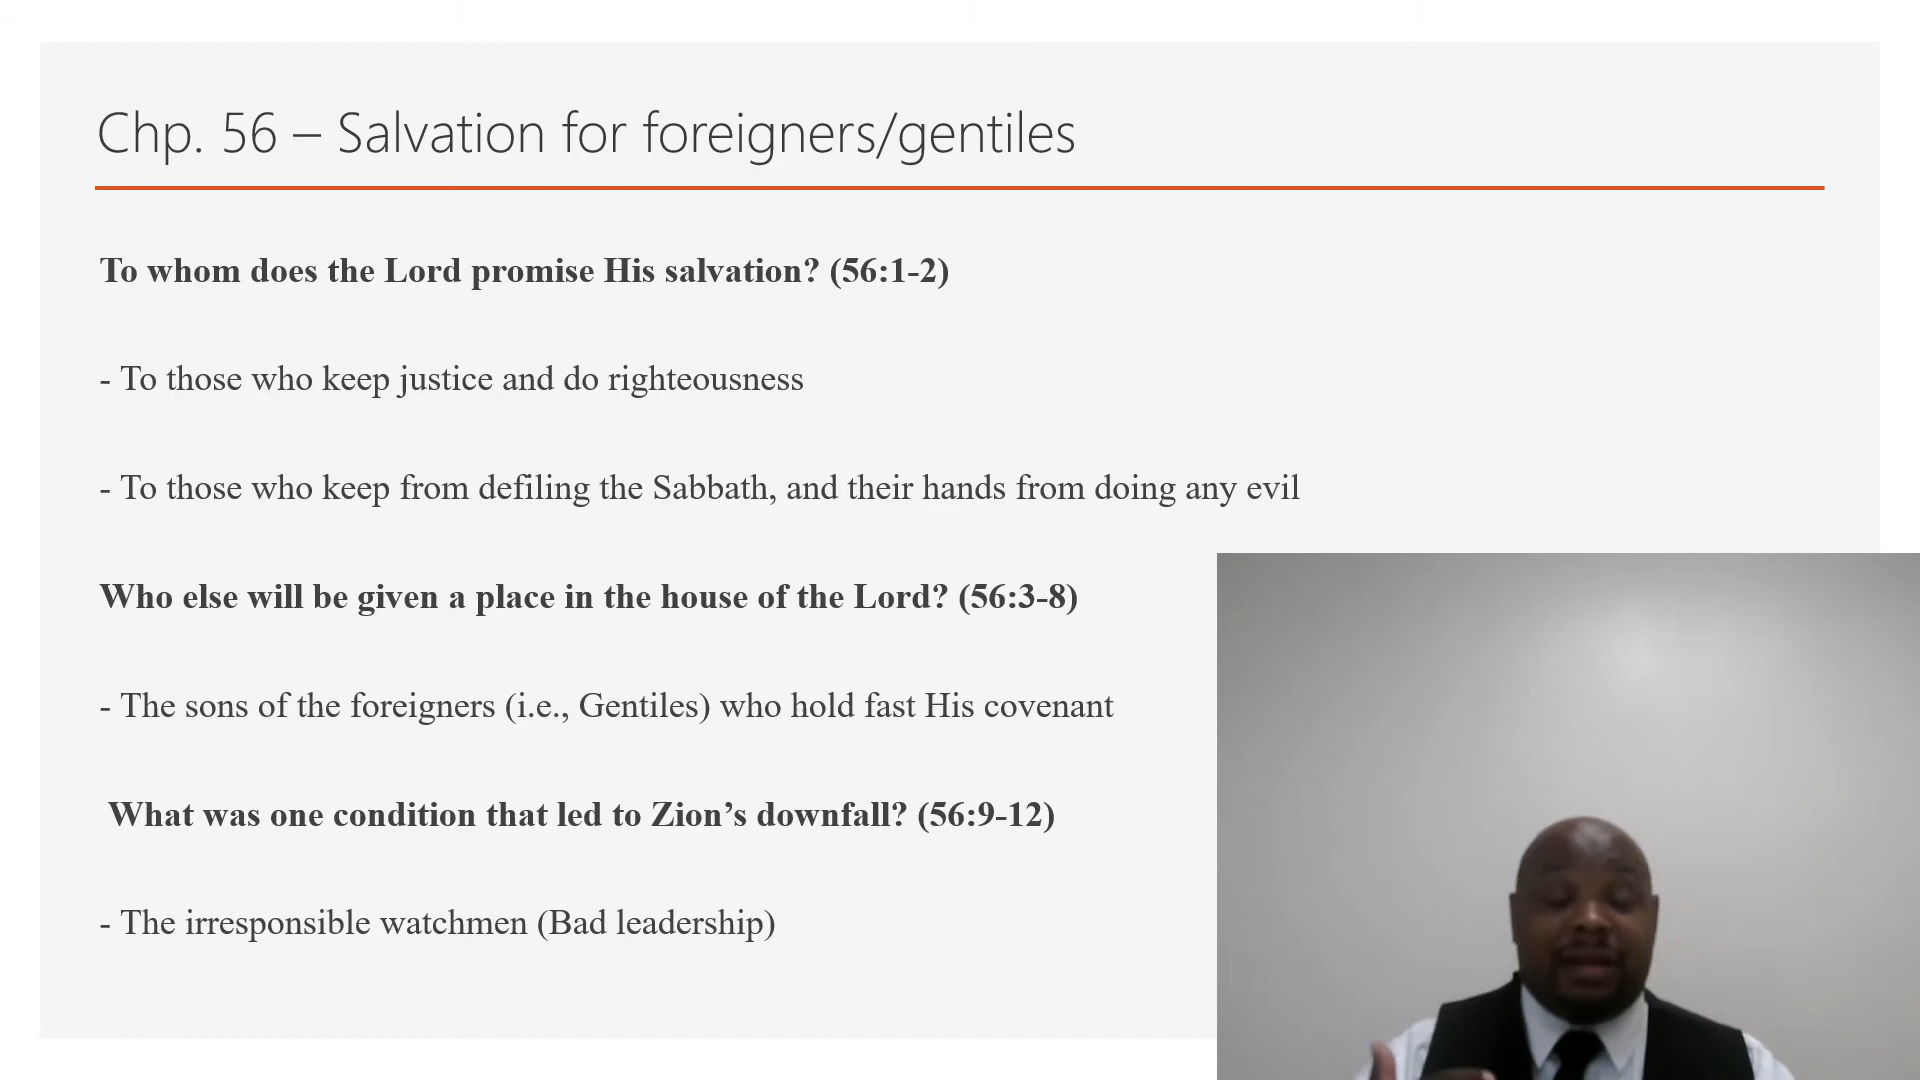 Chp. 56 – Salvation for foreigners/gentiles
To whom does the Lord promise His salvation? (56:1-2)
- To those who keep justice and do righteousness
- To those who keep from defiling the Sabbath, and their hands from doing any evil
Who else will be given a place in the house of the Lord? (56:3-8)
- The sons of the foreigners (i.e., Gentiles) who hold fast His covenant
What was one condition that led to Zion’s downfall? (56:9-12)
- The irresponsible watchmen (Bad leadership)